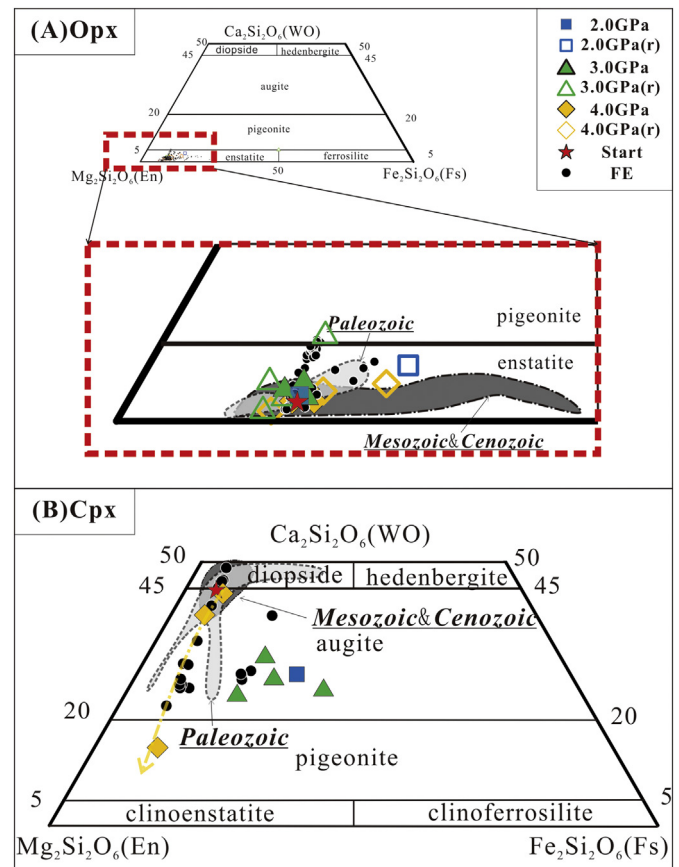 (A)Opx
Ca₂Si₂O₆(WO)
50 diopside hedenbergite 50
45 45
augite
20 20
pigeonite
5 enstatite ferrosilite 5
Mg₂Si₂O₆(En) 50 Fe₂Si₂O₆(Fs)
2.0GPa
2.0GPa(r)
3.0GPa
3.0GPa(r)
4.0GPa
4.0GPa(r)
Start
FE
Paleozoic
pigeonite
enstatite
Mesozoic&Cenozoic
(B)Cpx
Ca₂Si₂O₆(WO)
50 50
45 diopside hedenbergite 45
Mesozoic&Cenozoic
augite
20 20
Paleozoic
pigeonite
5 5
clinoenstatite clinoferrosilite
Mg₂Si₂O₆(En) Fe₂Si₂O₆(Fs)